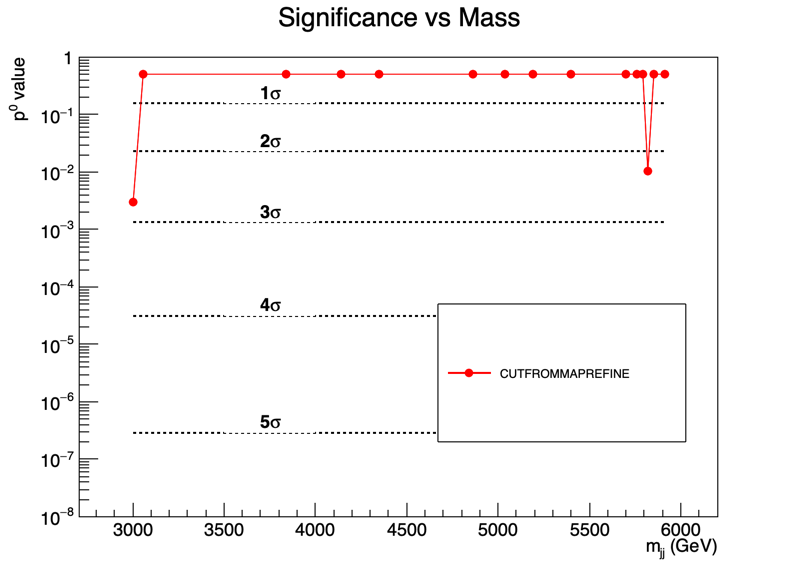 Significance vs Mass
p⁰ value
1
10⁻¹
10⁻²
10⁻³
10⁻⁴
10⁻⁵
10⁻⁶
10⁻⁷
10⁻⁸
1σ
2σ
3σ
4σ
5σ
CUTFROMMAPREFINE
3000 3500 4000 4500 5000 5500 6000
m_jj (GeV)